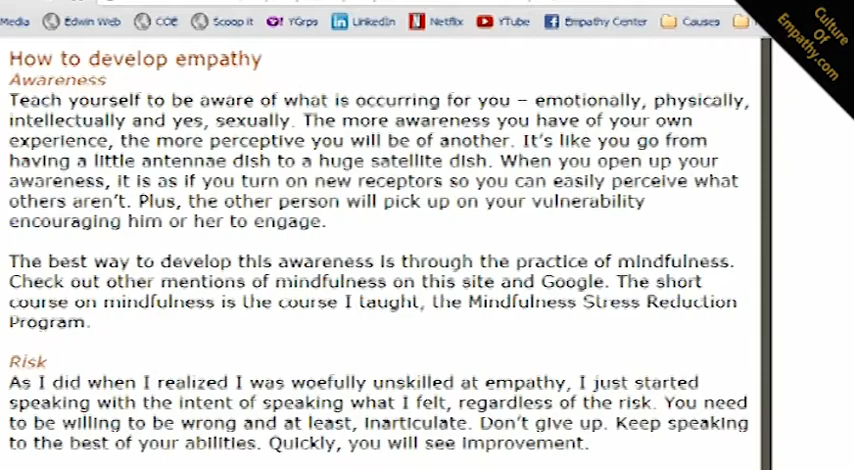 Media Edwin Web CCE Scoop It YGrps LinkedIn Netflix YTube Empathy Center Causes
Culture
Of
Empathy.com
How to develop empathy
Awareness
Teach yourself to be aware of what is occurring for you – emotionally, physically,
intellectually and yes, sexually. The more awareness you have of your own
experience, the more perceptive you will be of another. It's like you go from
having a little antennae dish to a huge satellite dish. When you open up your
awareness, it is as if you turn on new receptors so you can easily perceive what
others aren't. Plus, the other person will pick up on your vulnerability
encouraging him or her to engage.
The best way to develop this awareness is through the practice of mindfulness.
Check out other mentions of mindfulness on this site and Google. The short
course on mindfulness is the course I taught, the Mindfulness Stress Reduction
Program.
Risk
As I did when I realized I was woefully unskilled at empathy, I just started
speaking with the intent of speaking what I felt, regardless of the risk. You need
to be willing to be wrong and at least, inarticulate. Don't give up. Keep speaking
to the best of your abilities. Quickly, you will see improvement.